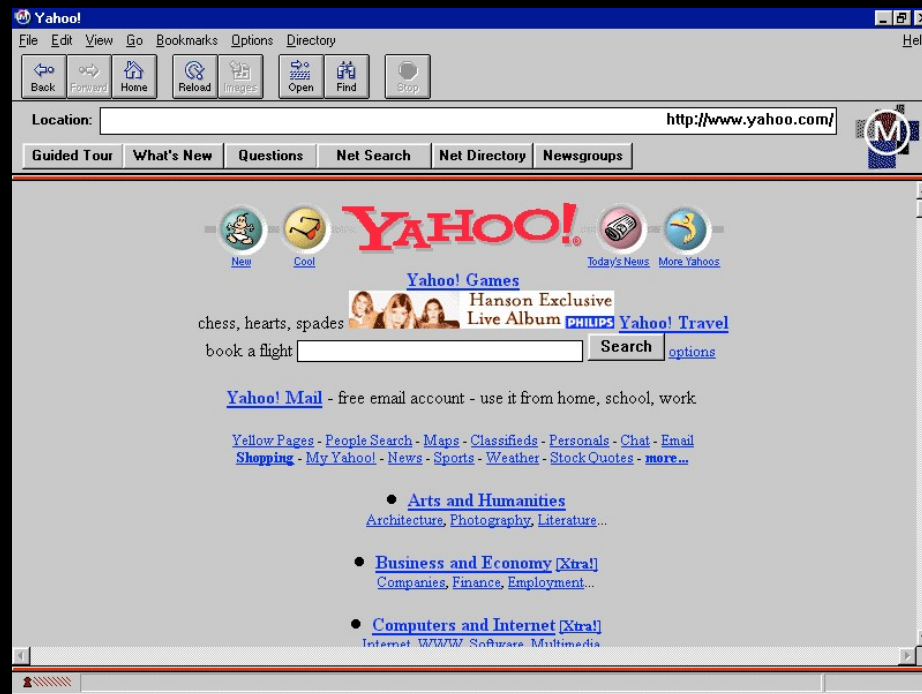 Yahoo!
File Edit View Go Bookmarks Options Directory Hel
Back Forward Home Reload Images Open Find Stop
Location: http://www.yahoo.com/
M
Guided Tour What's New Questions Net Search Net Directory Newsgroups
YAHOO!
New Cool Today's News More Yahoos
Yahoo! Games
chess, hearts, spades Hanson Exclusive Live Album PHILIPS Yahoo! Travel
book a flight Search options
Yahoo! Mail - free email account - use it from home, school, work
Yellow Pages - People Search - Maps - Classifieds - Personals - Chat - Email
Shopping - My Yahoo! - News - Sports - Weather - Stock Quotes - more...
• Arts and Humanities
Architecture, Photography, Literature...
• Business and Economy [Xtra!]
Companies, Finance, Employment...
• Computers and Internet [Xtra!]
Internet, WWW, Software, Multimedia